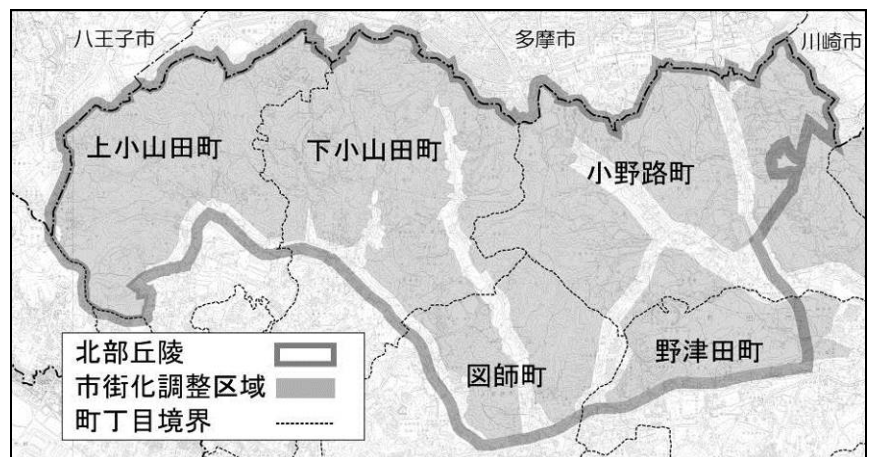 八王子市
多摩市
川崎市
上小山田町
下小山田町
小野路町
図師町
野津田町
北部丘陵
市街化調整区域
町丁目境界